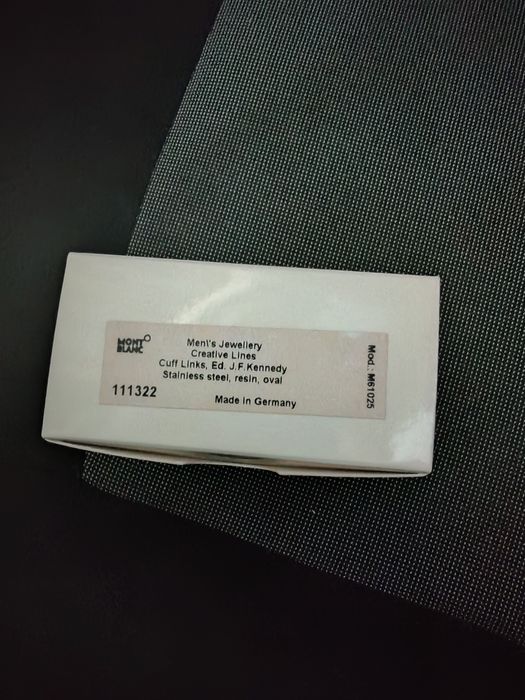 MONT
BLANC
Men's Jewellery
Creative Lines
Cuff Links, Ed. J.F.Kennedy
Stainless steel, resin, oval
111322
Made in Germany
Mod.: M61025